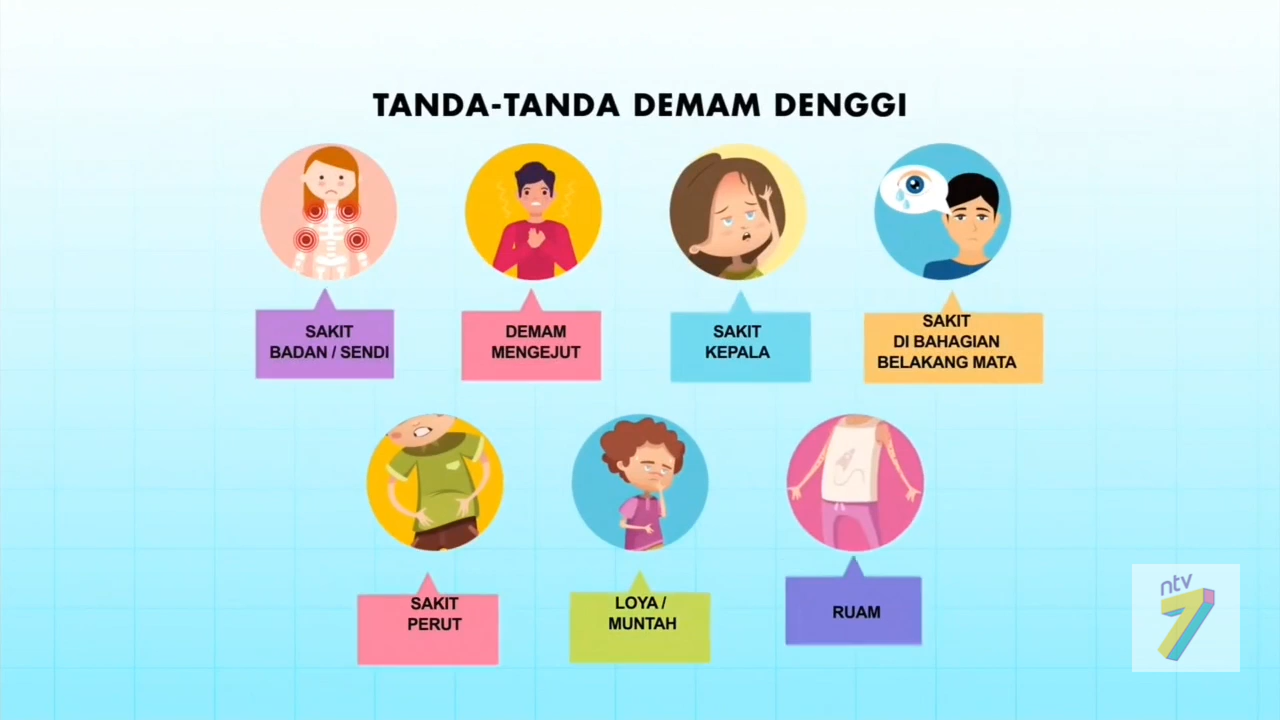 TANDA-TANDA DEMAM DENGGI
SAKIT
BADAN / SENDI
DEMAM
MENGEJUT
SAKIT
KEPALA
SAKIT
DI BAHAGIAN
BELAKANG MATA
SAKIT
PERUT
LOYA /
MUNTAH
RUAM
ntv
7